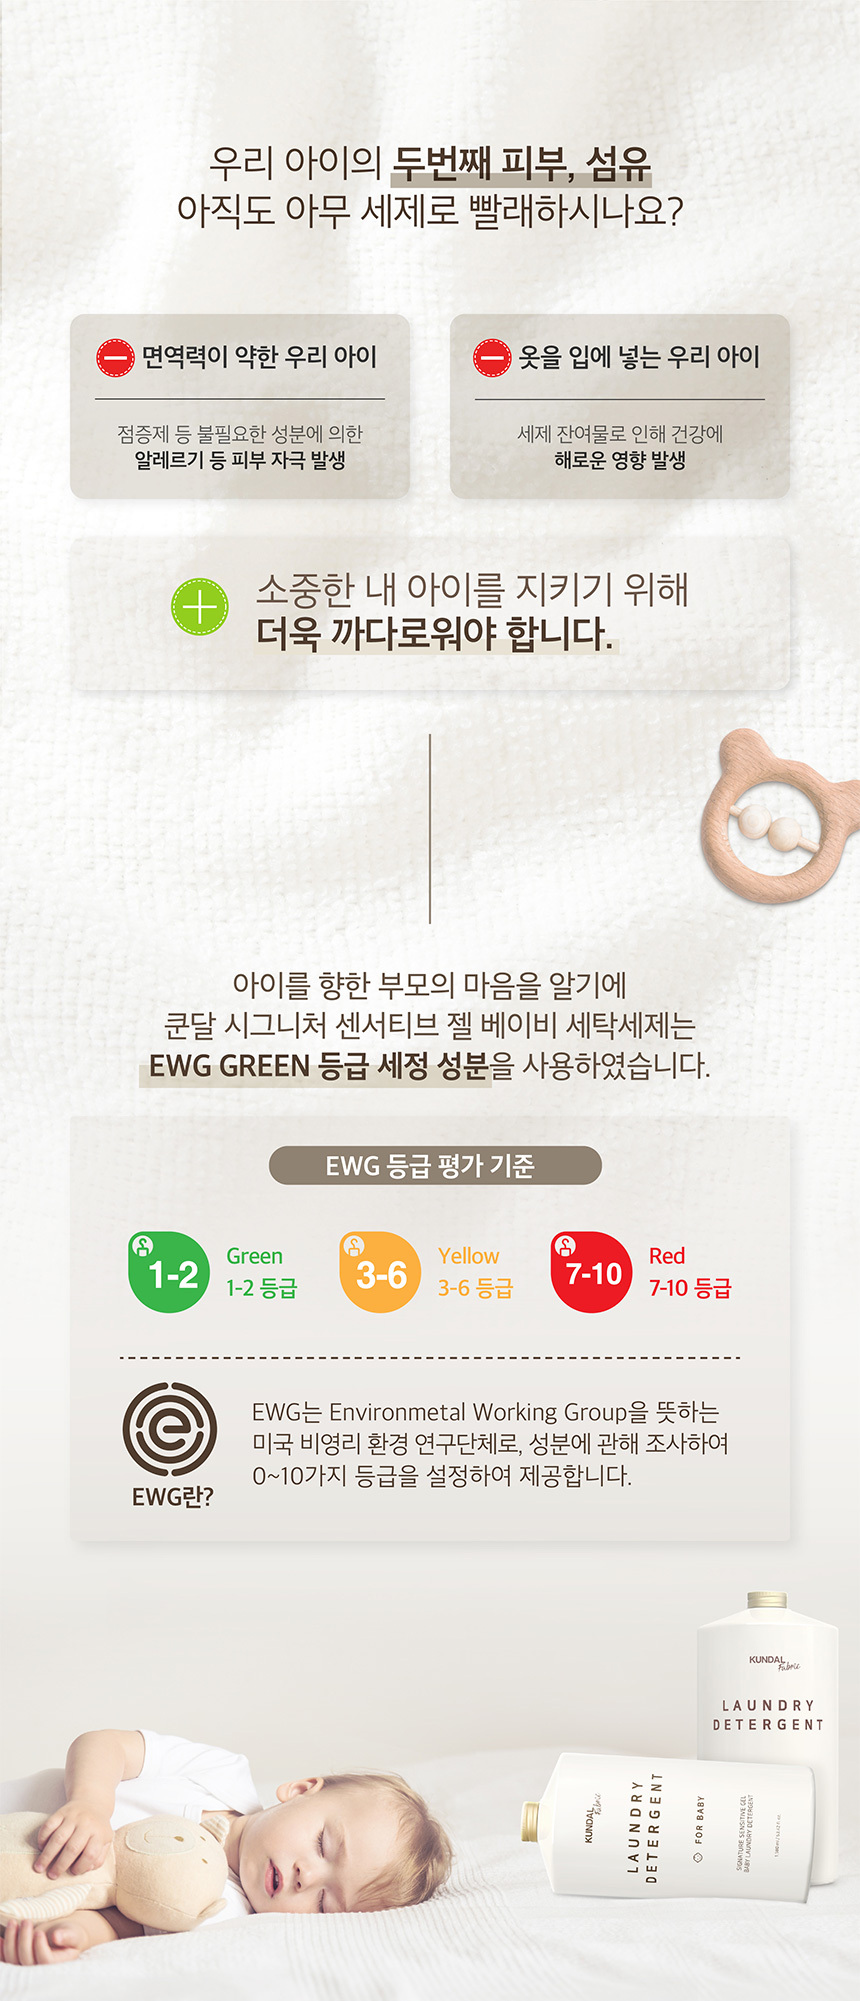 우리 아이의 두번째 피부, 섬유
아직도 아무 세제로 빨래하시나요?
면역력이 약한 우리 아이
점증제 등 불필요한 성분에 의한
알레르기 등 피부 자극 발생
옷을 입에 넣는 우리 아이
세제 잔여물로 인해 건강에
해로운 영향 발생
소중한 내 아이를 지키기 위해
더욱 까다로워야 합니다.
아이를 향한 부모의 마음을 알기에
쿤달 시그니처 센서티브 젤 베이비 세탁세제는
EWG GREEN 등급 세정 성분을 사용하였습니다.
EWG 등급 평가 기준
1-2
Green
1-2 등급
3-6
Yellow
3-6 등급
7-10
Red
7-10 등급
e
EWG란?
EWG는 Environmetal Working Group을 뜻하는
미국 비영리 환경 연구단체로, 성분에 관해 조사하여
0~10가지 등급을 설정하여 제공합니다.
KUNDAL
Fabric
LAUNDRY
DETERGENT
KUNDAL
Fabric
LAUNDRY
DETERGENT
FOR BABY
SIGNATURE SENSITIVE GEL
BABY LAUNDRY DETERGENT